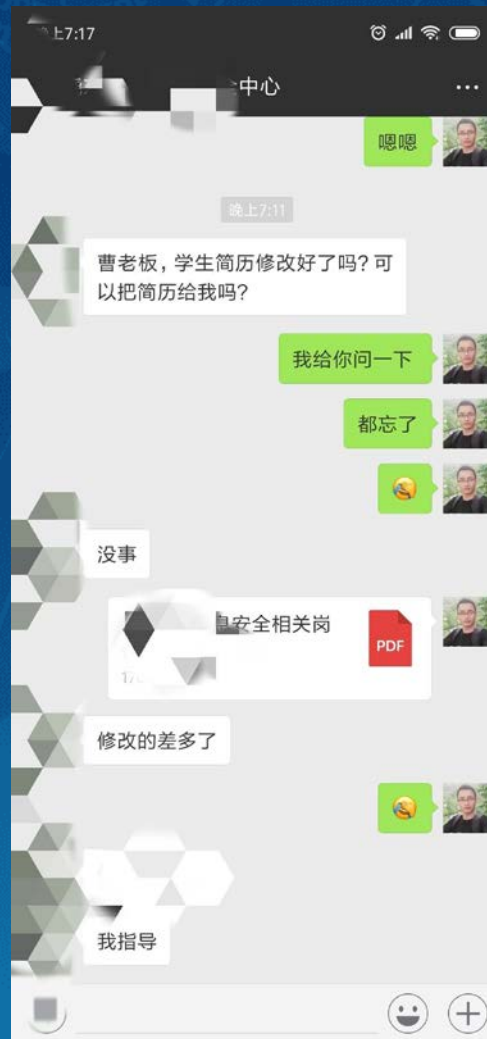 上7:17
中心
嗯嗯
晚上7:11
曹老板，学生简历修改好了吗？可
以把简历给我吗？
我给你问一下
都忘了
没事
息安全相关岗
PDF
修改的差多了
我指导